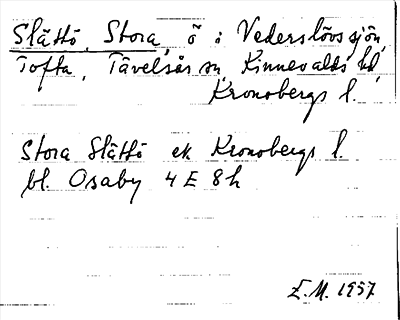 Slättö, Stora, ö i Vederslövssjön,
Tofta, Tävelsås sn, Kinnevalds hd,
Kronobergs l.
Stora Slättö ek Kronobergs l.
bl. Osaby 4 E 8h
E.M. 1957